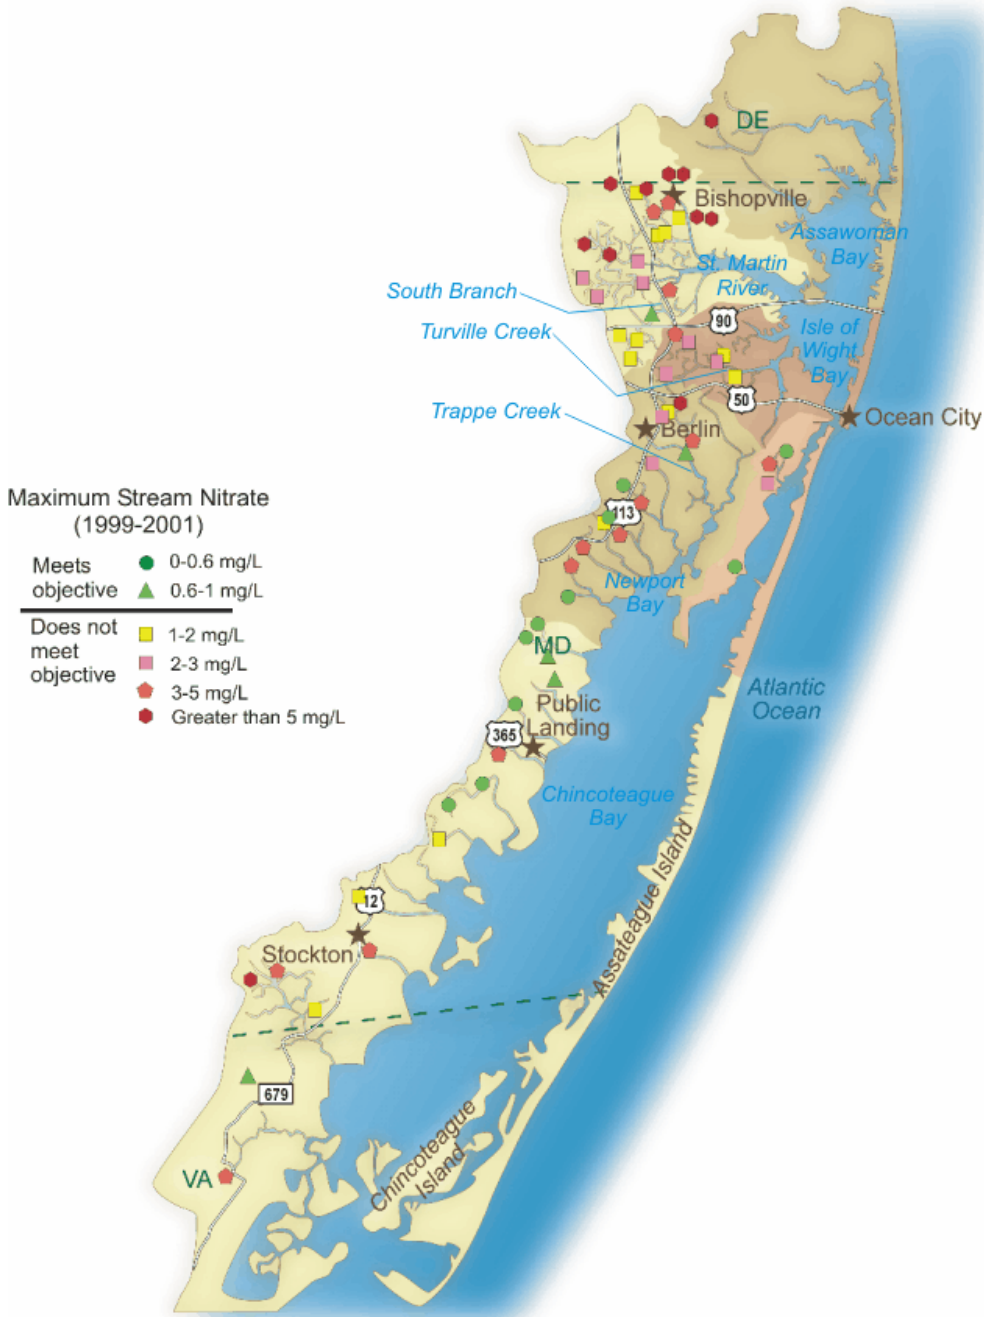 DE
Bishopville
Assawoman
Bay
St. Martin
River
South Branch
90
Isle of
Wight
Bay
Turville Creek
50
Trappe Creek
Ocean City
Berlin
Maximum Stream Nitrate
(1999-2001)
113
Meets
objective
0-0.6 mg/L
0.6-1 mg/L
Newport
Bay
Does not
meet
objective
1-2 mg/L
2-3 mg/L
3-5 mg/L
Greater than 5 mg/L
MD
Atlantic
Ocean
Public
Landing
365
Chincoteague
Bay
Assateague Island
12
Stockton
679
Chincoteague
Island
VA